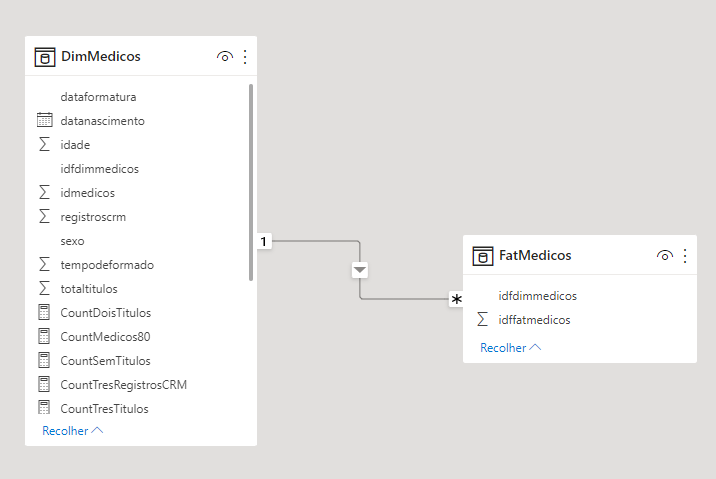 DimMedicos
dataformatura
datanascimento
idade
idfdimmedicos
idmedicos
registroscrm
sexo
tempodeformado
totaltitulos
CountDoisTitulos
CountMedicos80
CountSemTitulos
CountTresRegistrosCRM
CountTresTitulos
Recolher
1
*
FatMedicos
idfdimmedicos
idffatmedicos
Recolher